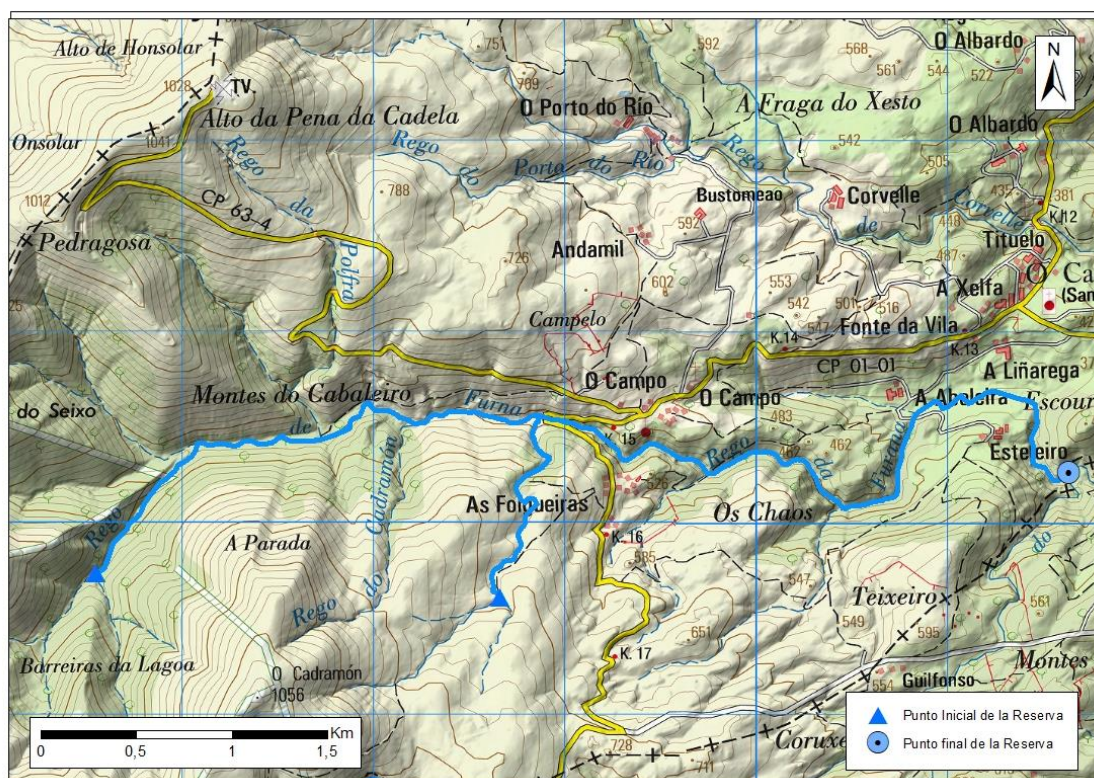 Alto de Honsolar
751
592
568
561
544
522
O Albardo
N
1028
TV.
709
O Porto do Río
A Fraga do Xesto
Alto da Pena da Cadela
Onsolar
1041
Rego
da
Polfra
Rego
do
Porta do Río
Rego
542
505
O Albardo
1012
CP 63-4
788
Bustomeao
Corvelle
435
381
K.12
Pedragosa
592
448
de
Corvelle
Andamil
Tituelo
726
487
602
553
A Xelfa
(San
542
501
516
547
Campelo
Fonte da Vila
K.14
K.13
CP 01-01
A Liñarega
O Campo
O Campo
Montes do Cabaleiro
Furna
de
do Seixo
K. 15
483
462
Rego
da
Furana
Esteleiro
As Folgueiras
526
Os Chaos
Cadramón
do
Rego
Rego
A Parada
K. 16
585
do
547
Teixeiro
549
595
561
651
K. 17
Barreiras da Lagoa
O Cadramón
1056
554
Guilfonso
Montes
728
711
0
0,5
1
1,5
Km
Punto Inicial de la Reserva
Punto final de la Reserva